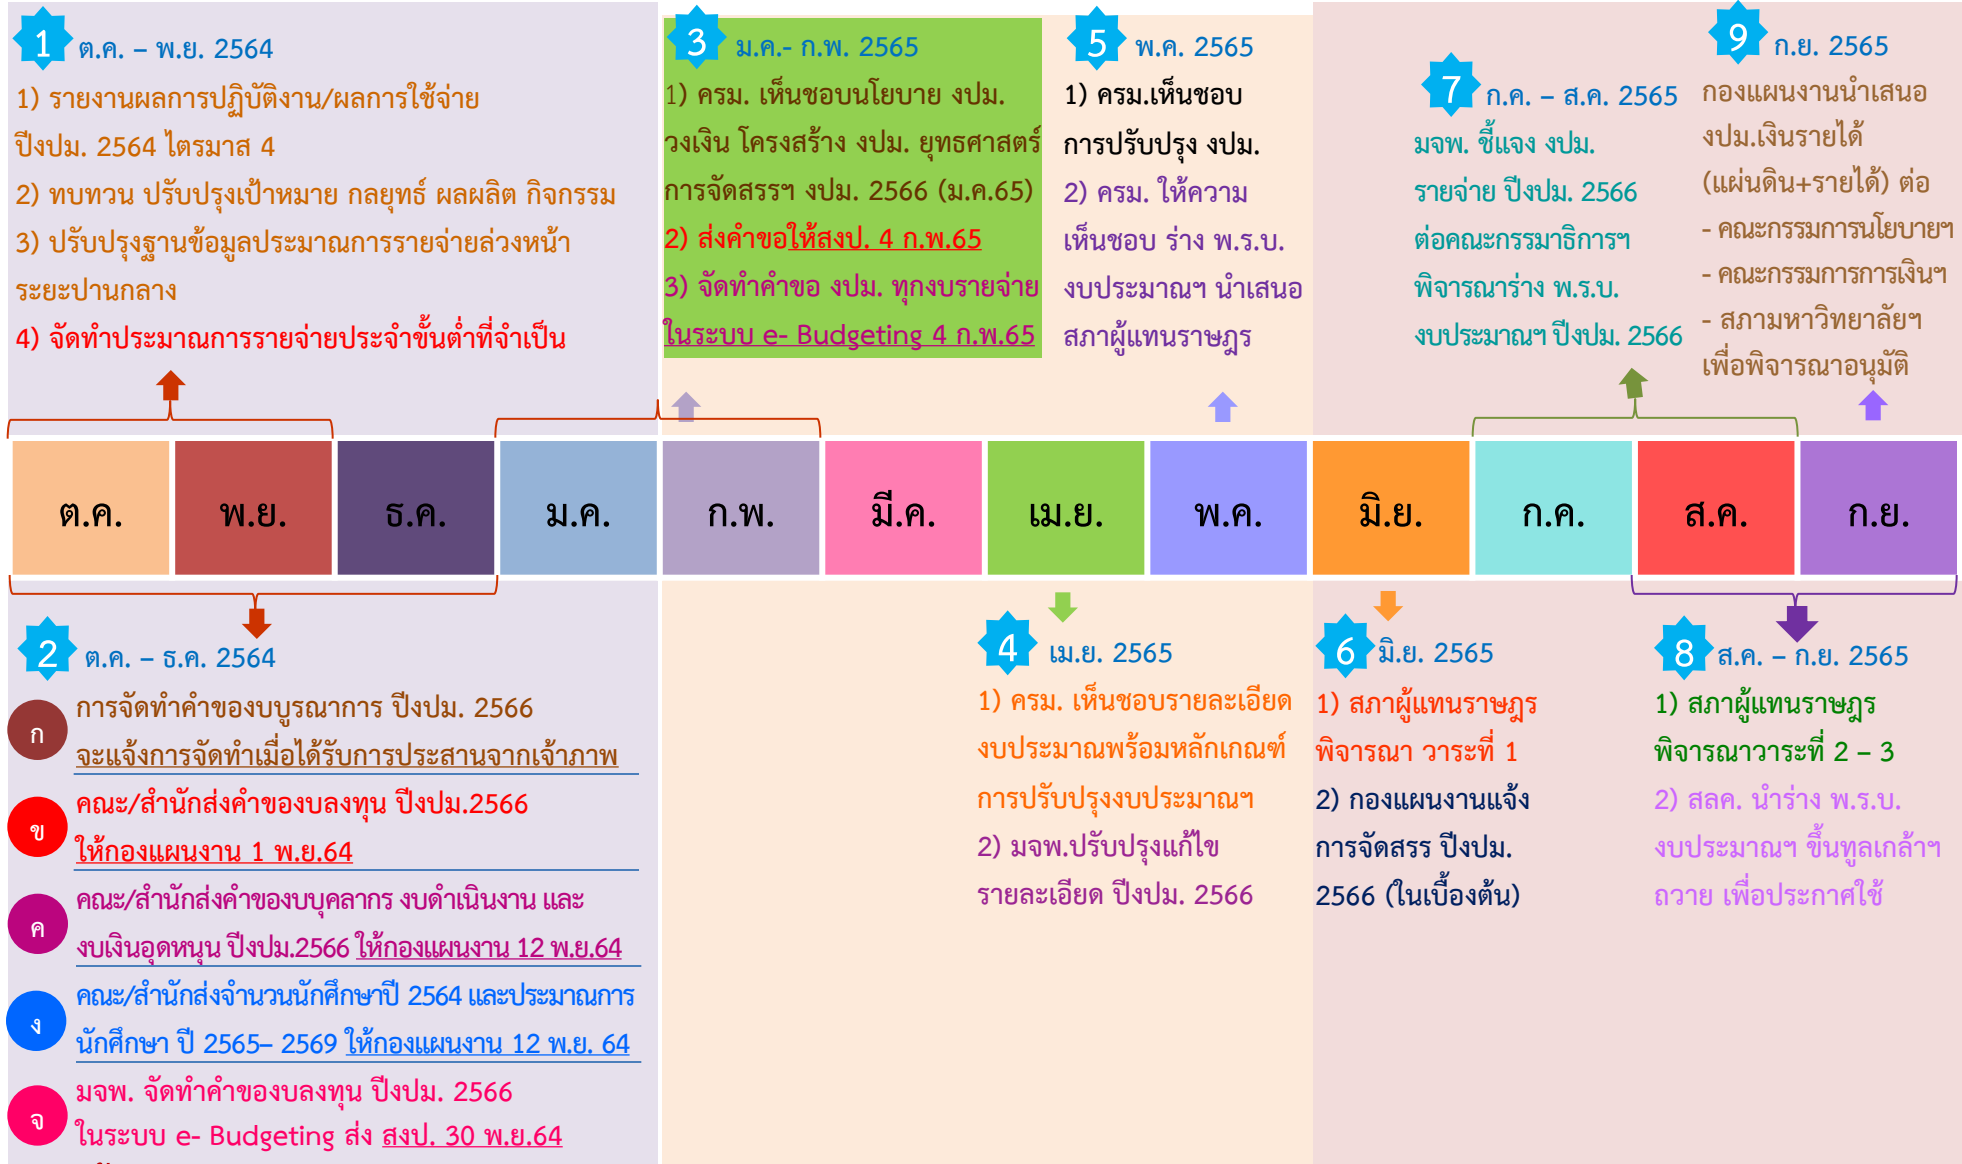 1 ต.ค. – พ.ย. 2564
1) รายงานผลการปฏิบัติงาน/ผลการใช้จ่าย
ปีงปม. 2564 ไตรมาส 4
2) ทบทวน ปรับปรุงเป้าหมาย กลยุทธ์ ผลผลิต กิจกรรม
3) ปรับปรุงฐานข้อมูลประมาณการรายจ่ายล่วงหน้า
ระยะปานกลาง
4) จัดทำประมาณการรายจ่ายประจำขั้นต่ำที่จำเป็น
3 ม.ค.- ก.พ. 2565
1) ครม. เห็นชอบนโยบาย งปม.
วงเงิน โครงสร้าง งปม. ยุทธศาสตร์
การจัดสรรฯ งปม. 2566 (ม.ค.65)
2) ส่งคำขอให้สงป. 4 ก.พ.65
3) จัดทำคำขอ งปม. ทุกงบรายจ่าย
ในระบบ e- Budgeting 4 ก.พ.65
5 พ.ค. 2565
1) ครม.เห็นชอบ
การปรับปรุง งปม.
2) ครม. ให้ความ
เห็นชอบ ร่าง พ.ร.บ.
งบประมาณฯ นำเสนอ
สภาผู้แทนราษฎร
7 ก.ค. – ส.ค. 2565
มจพ. ชี้แจง งปม.
รายจ่าย ปีงปม. 2566
ต่อคณะกรรมาธิการฯ
พิจารณาร่าง พ.ร.บ.
งบประมาณฯ ปีงปม. 2566
9 ก.ย. 2565
กองแผนงานนำเสนอ
งปม.เงินรายได้
(แผ่นดิน+รายได้) ต่อ
- คณะกรรมการนโยบายฯ
- คณะกรรมการการเงินฯ
- สภามหาวิทยาลัยฯ
เพื่อพิจารณาอนุมัติ
ต.ค. พ.ย. ธ.ค. ม.ค. ก.พ. มี.ค. เม.ย. พ.ค. มิ.ย. ก.ค. ส.ค. ก.ย.
2 ต.ค. – ธ.ค. 2564
ก การจัดทำคำของบบูรณาการ ปีงปม. 2566
จะแจ้งการจัดทำเมื่อได้รับการประสานจากเจ้าภาพ
ข คณะ/สำนักส่งคำของบลงทุน ปีงปม.2566
ให้กองแผนงาน 1 พ.ย.64
ค คณะ/สำนักส่งคำของบบุคลากร งบดำเนินงาน และ
งบเงินอุดหนุน ปีงปม.2566 ให้กองแผนงาน 12 พ.ย.64
ง คณะ/สำนักส่งจำนวนนักศึกษาปี 2564 และประมาณการ
นักศึกษา ปี 2565– 2569 ให้กองแผนงาน 12 พ.ย. 64
จ มจพ. จัดทำคำของบลงทุน ปีงปม. 2566
ในระบบ e- Budgeting ส่ง สงป. 30 พ.ย.64
4 เม.ย. 2565
1) ครม. เห็นชอบรายละเอียด
งบประมาณพร้อมหลักเกณฑ์
การปรับปรุงงบประมาณฯ
2) มจพ.ปรับปรุงแก้ไข
รายละเอียด ปีงปม. 2566
6 มิ.ย. 2565
1) สภาผู้แทนราษฎร
พิจารณา วาระที่ 1
2) กองแผนงานแจ้ง
การจัดสรร ปีงปม.
2566 (ในเบื้องต้น)
8 ส.ค. – ก.ย. 2565
1) สภาผู้แทนราษฎร
พิจารณาวาระที่ 2 – 3
2) สลค. นำร่าง พ.ร.บ.
งบประมาณฯ ขึ้นทูลเกล้าฯ
ถวาย เพื่อประกาศใช้